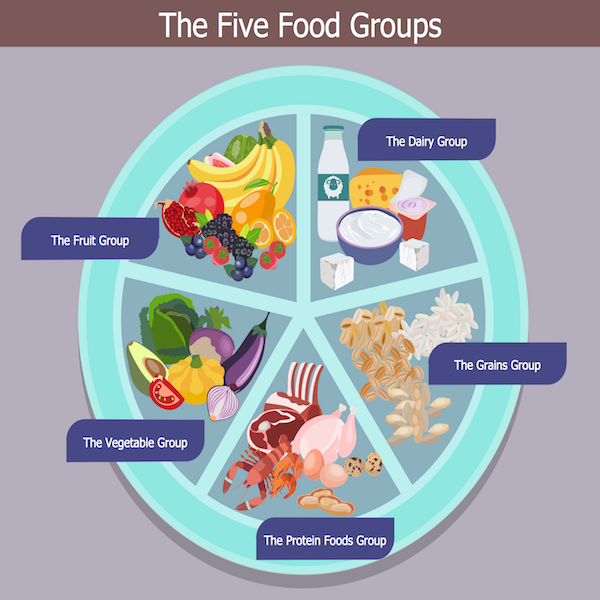 The Five Food Groups
The Dairy Group
The Fruit Group
The Grains Group
The Vegetable Group
The Protein Foods Group